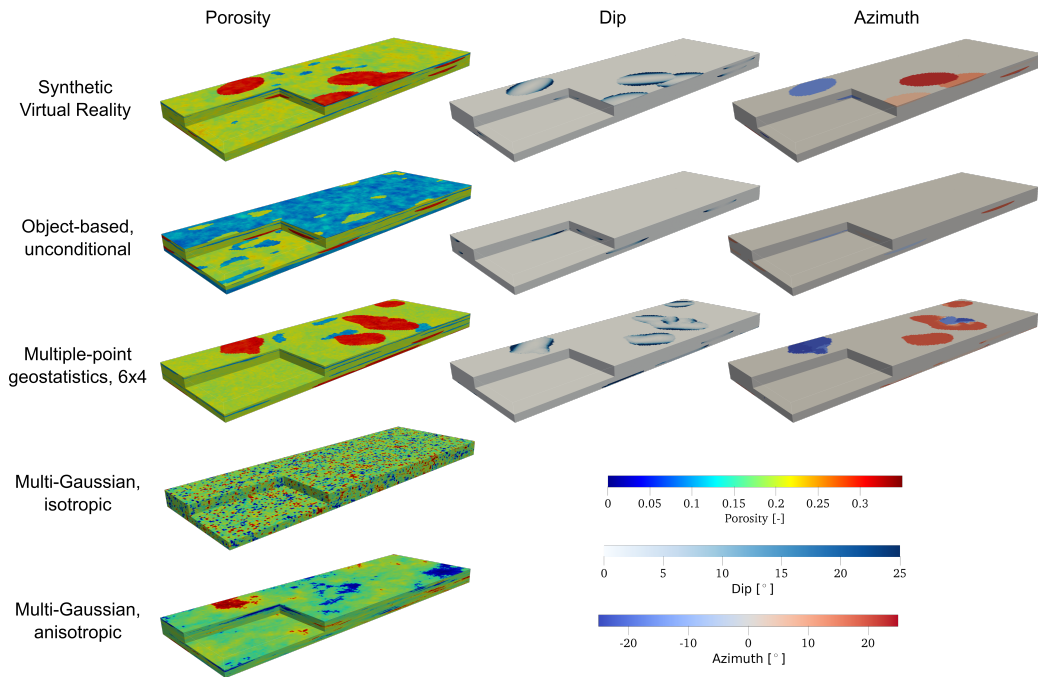 Porosity
Dip
Azimuth
Synthetic
Virtual Reality
Object-based,
unconditional
Multiple-point
geostatistics, 6x4
Multi-Gaussian,
isotropic
0 0.05 0.1 0.15 0.2 0.25 0.3
Porosity [-]
0 5 10 15 20 25
Dip [°]
Multi-Gaussian,
anisotropic
-20 -10 0 10 20
Azimuth [°]